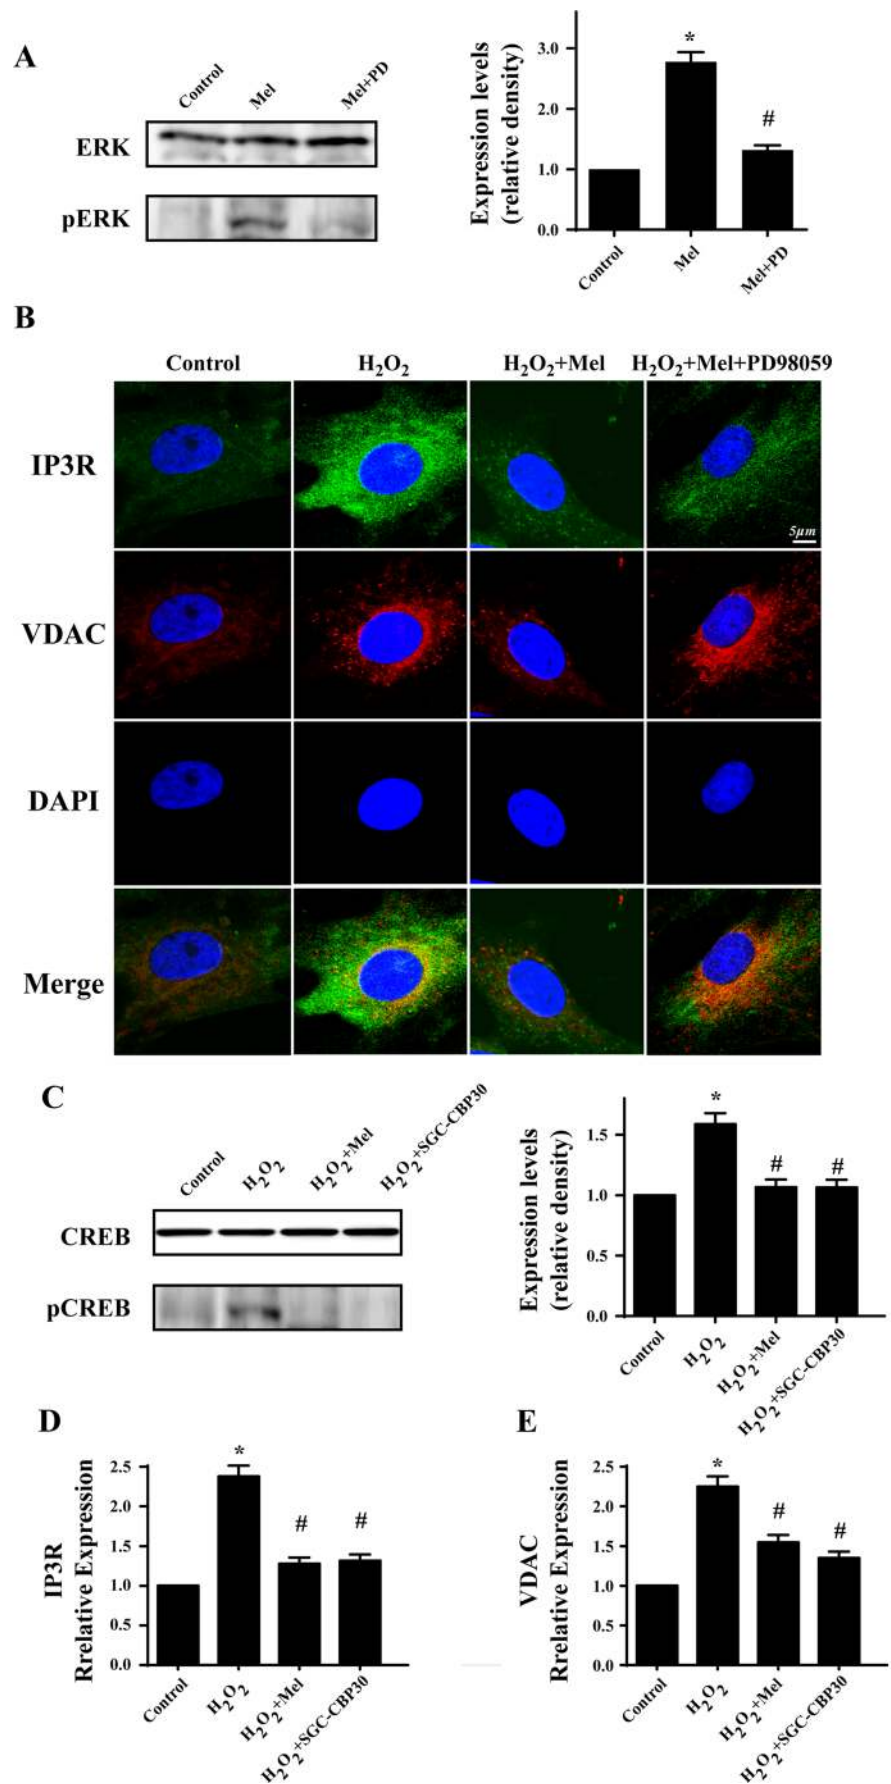 A
Control
Mel
Mel+PD
ERK
pERK
Expression levels
(relative density)
3.0
2.0
1.0
0.0
*
#
Control
Mel
Mel+PD
B
Control
H₂O₂
H₂O₂+Mel
H₂O₂+Mel+PD98059
IP3R
5μm
VDAC
DAPI
Merge
C
Control
H₂O₂
H₂O₂+Mel
H₂O₂+SGC-CBP30
CREB
pCREB
Expression levels
(relative density)
1.5
1.0
0.5
0.0
*
#
#
Control
H₂O₂
H₂O₂+Mel
H₂O₂+SGC-CBP30
D
IP3R
Rrelative Expression
2.5
2.0
1.5
1.0
0.5
0.0
*
#
#
Control
H₂O₂
H₂O₂+Mel
H₂O₂+SGC-CBP30
E
VDAC
Rrelative Expression
2.5
2.0
1.5
1.0
0.5
0.0
*
#
#
Control
H₂O₂
H₂O₂+Mel
H₂O₂+SGC-CBP30